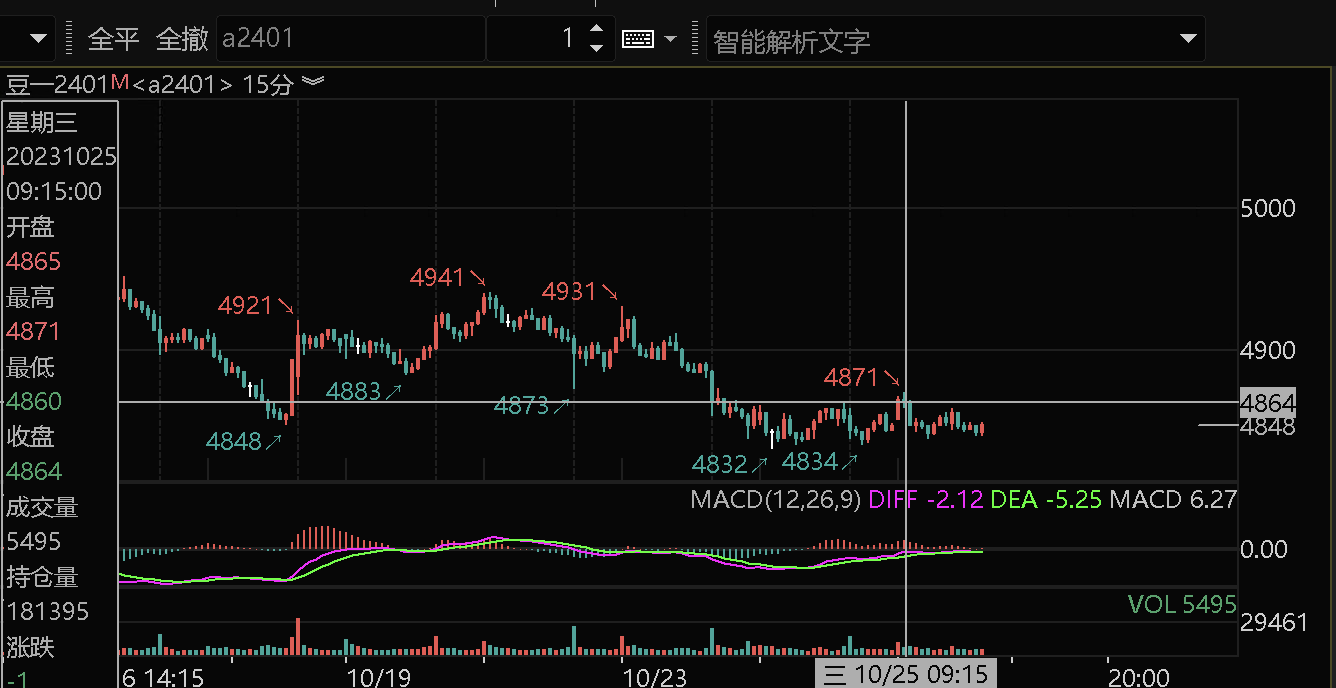 全平 全撤 a2401 1 智能解析文字
豆一2401M<a2401> 15分
星期三
20231025
09:15:00
开盘
4865
最高
4871
最低
4860
收盘
4864
成交量
5495
持仓量
181395
涨跌
-1
4921
4848
4883
4941
4873
4931
4832
4834
4871
5000
4900
4864
4848
MACD(12,26,9) DIFF -2.12 DEA -5.25 MACD 6.27
0.00
VOL 5495
29461
6 14:15 10/19 10/23 三 10/25 09:15 20:00